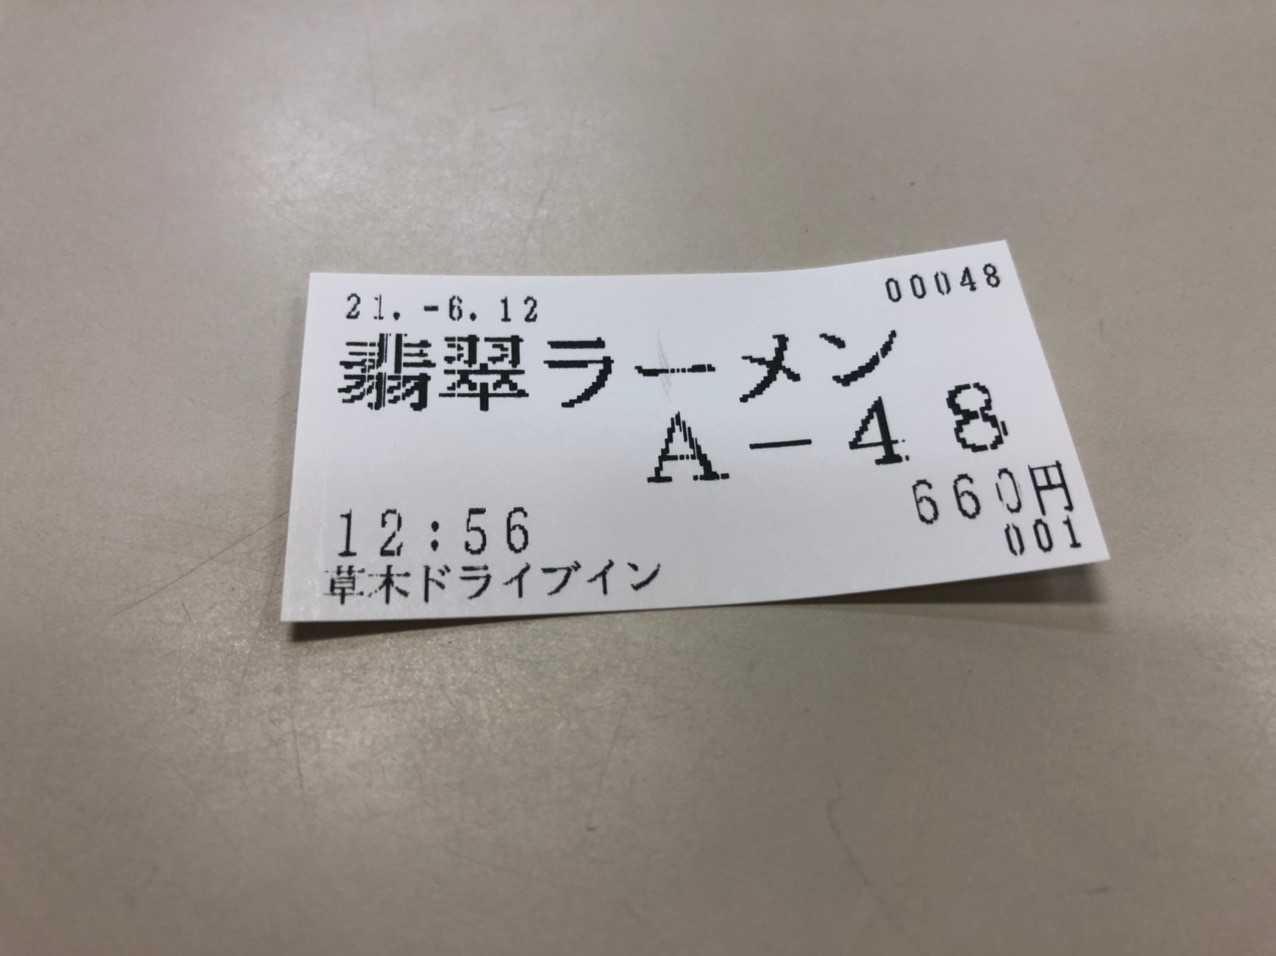 21.-6.12 00048
翡翠ラーメン
A-48
660円
12:56 001
草木ドライブイン